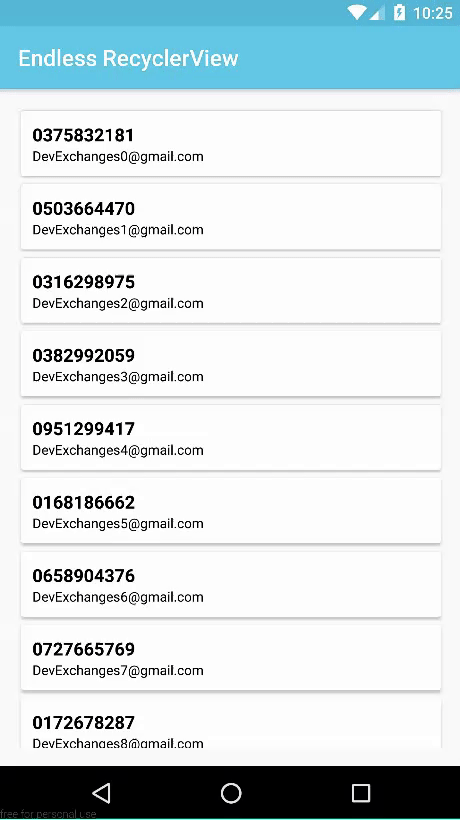 10:25
Endless RecyclerView
0375832181
DevExchanges0@gmail.com
0503664470
DevExchanges1@gmail.com
0316298975
DevExchanges2@gmail.com
0382992059
DevExchanges3@gmail.com
0951299417
DevExchanges4@gmail.com
0168186662
DevExchanges5@gmail.com
0658904376
DevExchanges6@gmail.com
0727665769
DevExchanges7@gmail.com
0172678287
DevExchanges8@gmail.com
free for personal use